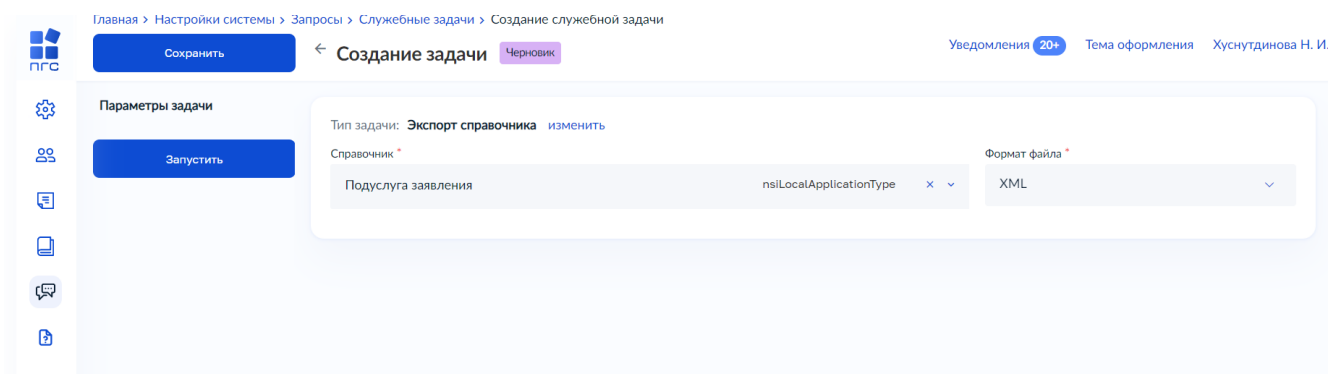 Главная > Настройки системы > Запросы > Служебные задачи > Создание служебной задачи
пгс
Сохранить
← Создание задачи Черновик
Уведомления 20+ Тема оформления Хуснутдинова Н. И.
Параметры задачи
Запустить
Тип задачи: Экспорт справочника изменить
Справочник * Формат файла *
Подуслуга заявления nsiLocalApplicationType × XML